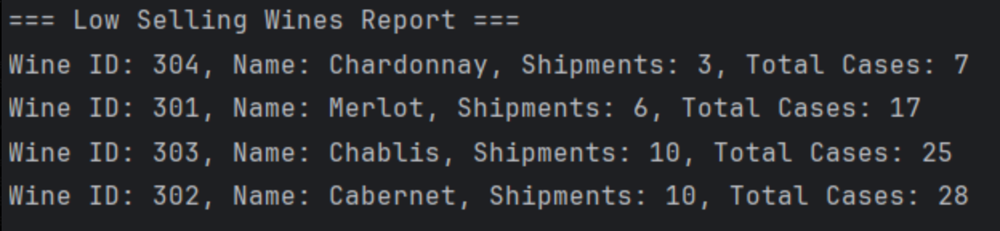 === Low Selling Wines Report ===
Wine ID: 304, Name: Chardonnay, Shipments: 3, Total Cases: 7
Wine ID: 301, Name: Merlot, Shipments: 6, Total Cases: 17
Wine ID: 303, Name: Chablis, Shipments: 10, Total Cases: 25
Wine ID: 302, Name: Cabernet, Shipments: 10, Total Cases: 28